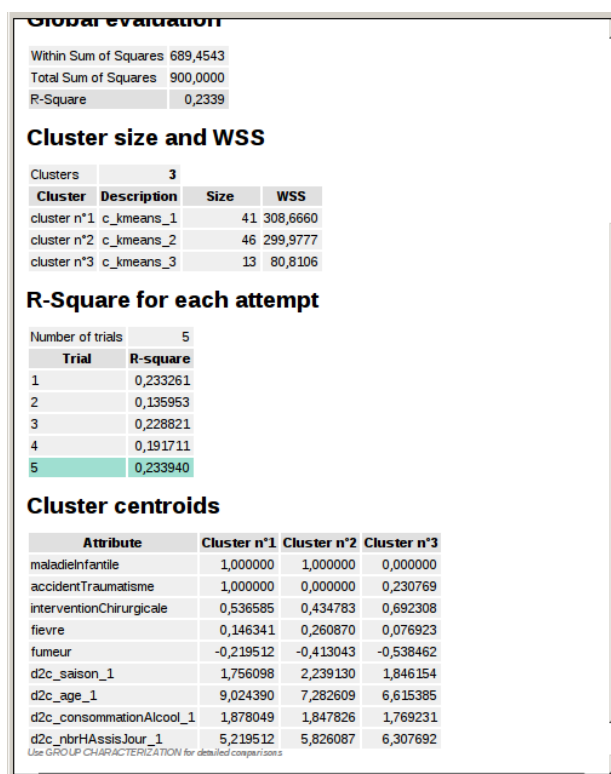 Global evaluation
Within Sum of Squares 689,4543
Total Sum of Squares 900,0000
R-Square 0,2339
Cluster size and WSS
Clusters 3
Cluster Description Size WSS
cluster n°1 c_kmeans_1 41 308,6660
cluster n°2 c_kmeans_2 46 299,9777
cluster n°3 c_kmeans_3 13 80,8106
R-Square for each attempt
Number of trials 5
Trial R-square
1 0,233261
2 0,135953
3 0,228821
4 0,191711
5 0,233940
Cluster centroids
Attribute Cluster n°1 Cluster n°2 Cluster n°3
maladieInfantile 1,000000 1,000000 0,000000
accidentTraumatisme 1,000000 0,000000 0,230769
interventionChirurgicale 0,536585 0,434783 0,692308
fievre 0,146341 0,260870 0,076923
fumeur -0,219512 -0,413043 -0,538462
d2c_saison_1 1,756098 2,239130 1,846154
d2c_age_1 9,024390 7,282609 6,615385
d2c_consommationAlcool_1 1,878049 1,847826 1,769231
d2c_nbrHAssisJour_1 5,219512 5,826087 6,307692
Use GROUP CHARACTERIZATION for detailed comparisons